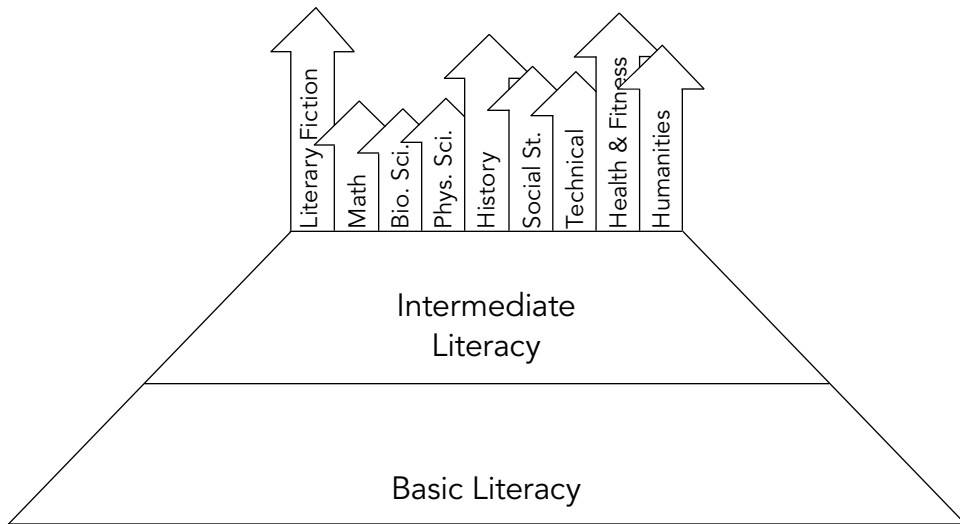 Literary Fiction
Math
Bio. Sci.
Phys. Sci.
History
Social St.
Technical
Health & Fitness
Humanities
Intermediate
Literacy
Basic Literacy